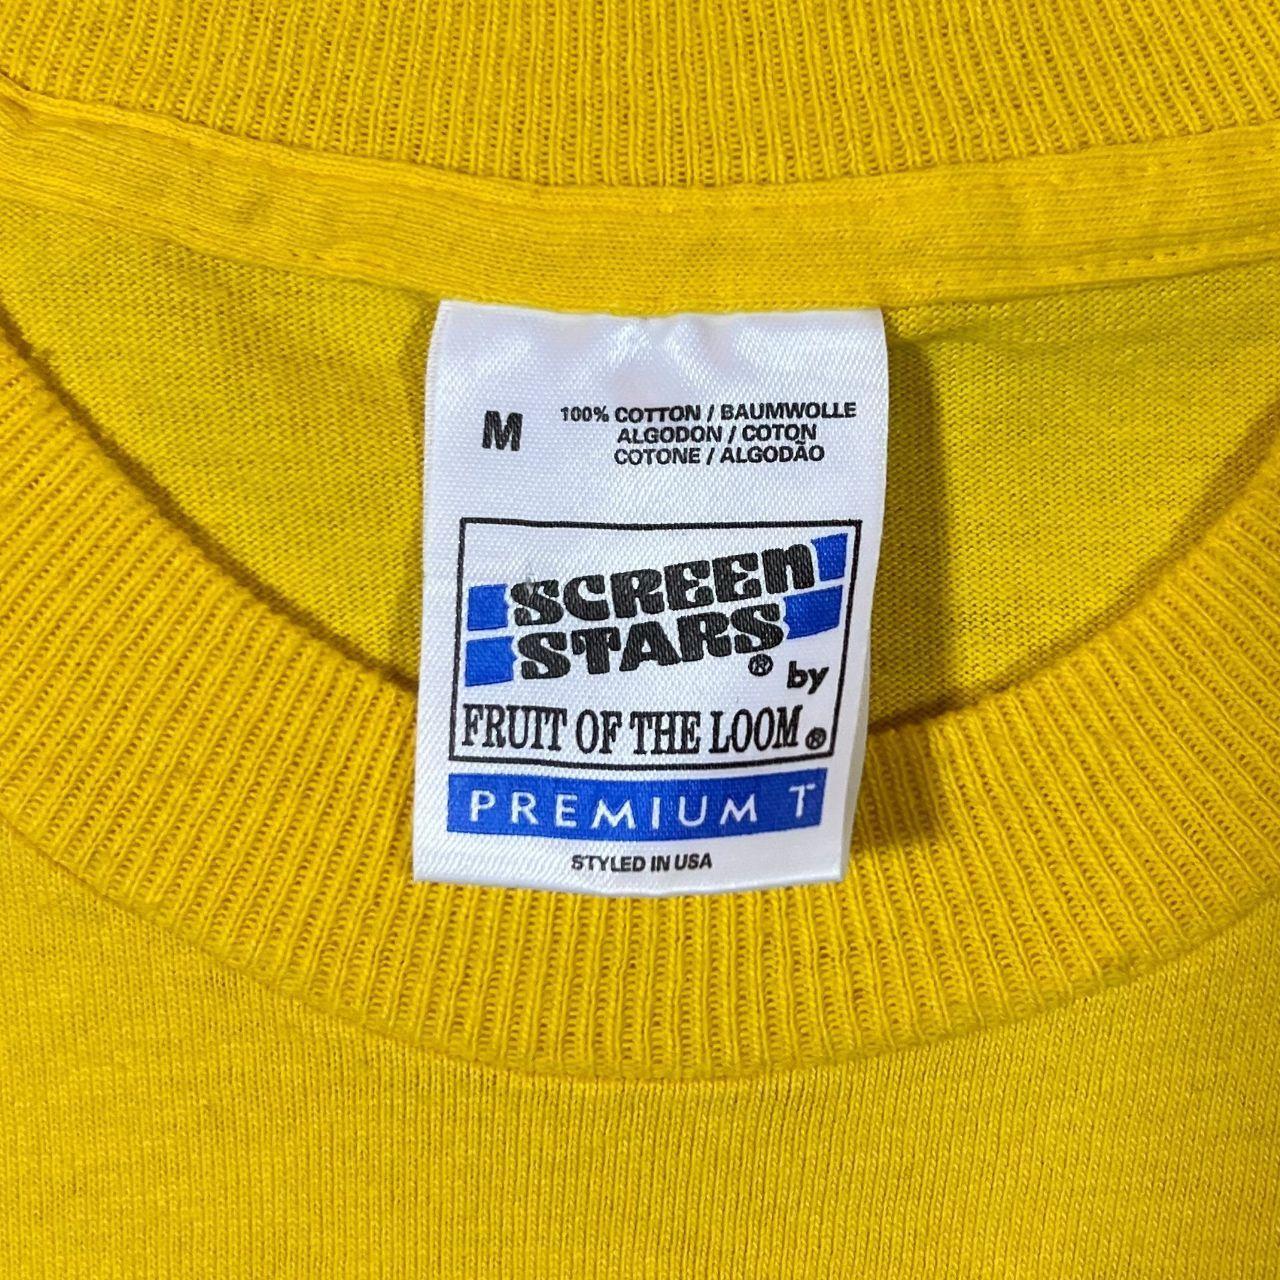 M
100% COTTON / BAUMWOLLE
ALGODON / COTON
COTONE / ALGODÃO
SCREEN
STARS® by
FRUIT OF THE LOOM®
PREMIUM T
STYLED IN USA